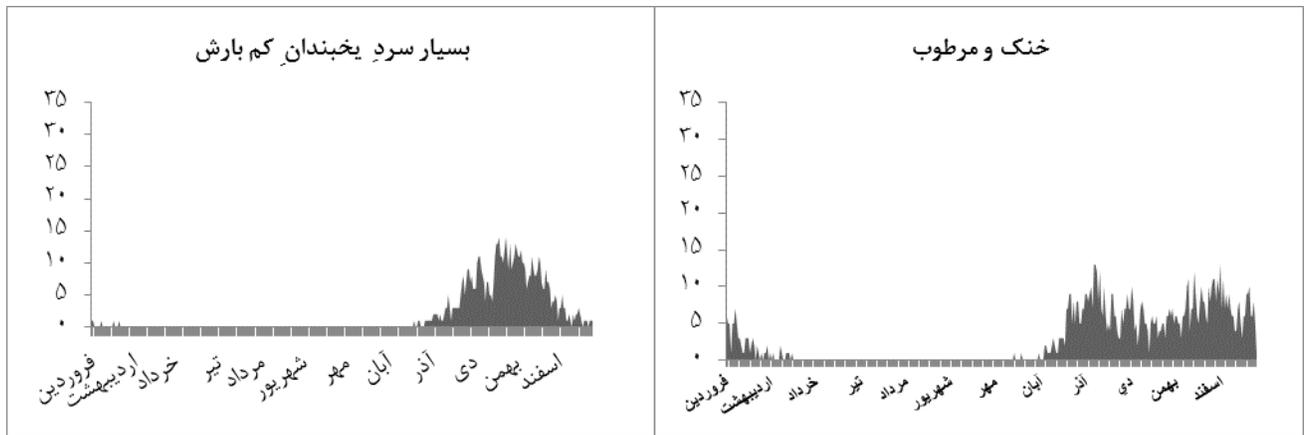 خنک و مرطوب
۳۵
۳۰
۲۵
۲۰
۱۵
۱۰
۵
۰
فروردین
اردیبهشت
خرداد
تیر
مرداد
شهریور
مهر
آبان
آذر
دي
بهمن
اسفند
بسیار سردِ یخبندانِ کم بارش
۳۵
۳۰
۲۵
۲۰
۱۵
۱۰
۵
۰
فروردین
اردیبهشت
خرداد
تیر
مرداد
شهریور
مهر
آبان
آذر
دی
بهمن
اسفند